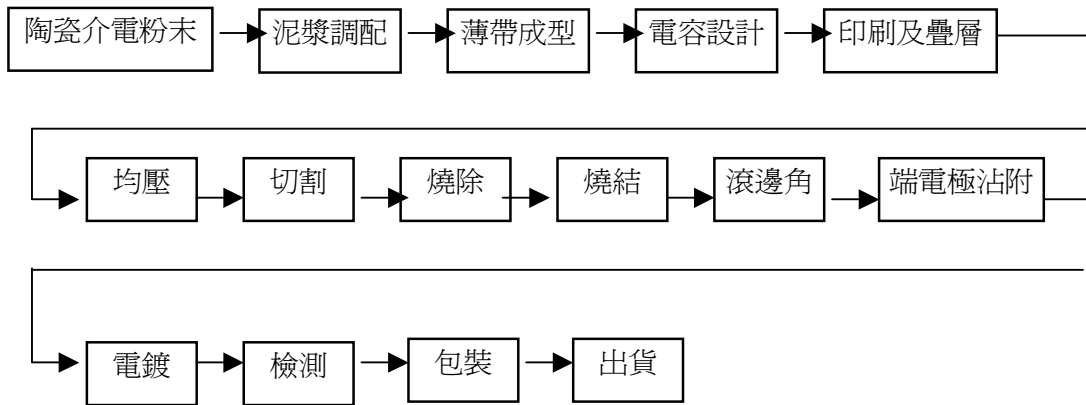 陶瓷介電粉末 泥漿調配 薄帶成型 電容設計 印刷及疊層
均壓 切割 燒除 燒結 滾邊角 端電極沾附
電鍍 檢測 包裝 出貨